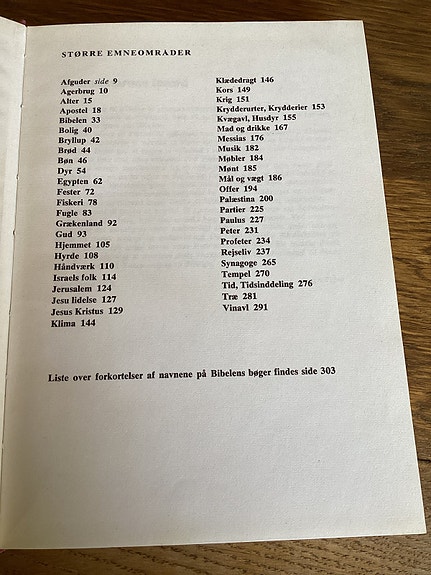 STØRRE EMNEOMRÅDER
Afguder side 9
Agerbrug 10
Alter 15
Apostel 18
Bibelen 33
Bolig 40
Bryllup 42
Brød 44
Bøn 46
Dyr 54
Egypten 62
Fester 72
Fiskeri 78
Fugle 83
Grækenland 92
Gud 93
Hjemmet 105
Hyrde 108
Håndværk 110
Israels folk 114
Jerusalem 124
Jesu lidelse 127
Jesus Kristus 129
Klima 144
Klædedragt 146
Kors 149
Krig 151
Krydderurter, Krydderier 153
Kvægavl, Husdyr 155
Mad og drikke 167
Messias 176
Musik 182
Møbler 184
Mønt 185
Mål og vægt 186
Offer 194
Palæstina 200
Partier 225
Paulus 227
Peter 231
Profeter 234
Rejseliv 237
Synagoge 265
Tempel 270
Tid, Tidsinddeling 276
Træ 281
Vinavl 291
Liste over forkortelser af navnene på Bibelens bøger findes side 303